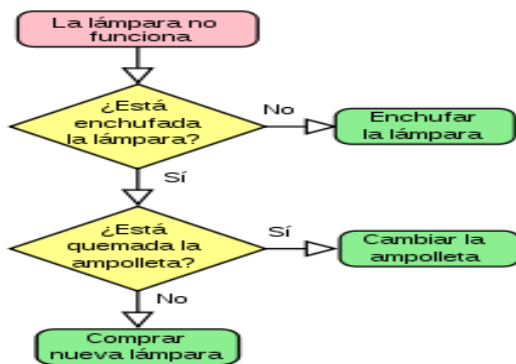 La lámpara no
funciona
¿Está
enchufada
la lámpara?
No
Enchufar
la lámpara
Sí
¿Está
quemada la
ampolleta?
Sí
Cambiar la
ampolleta
No
Comprar
nueva lámpara